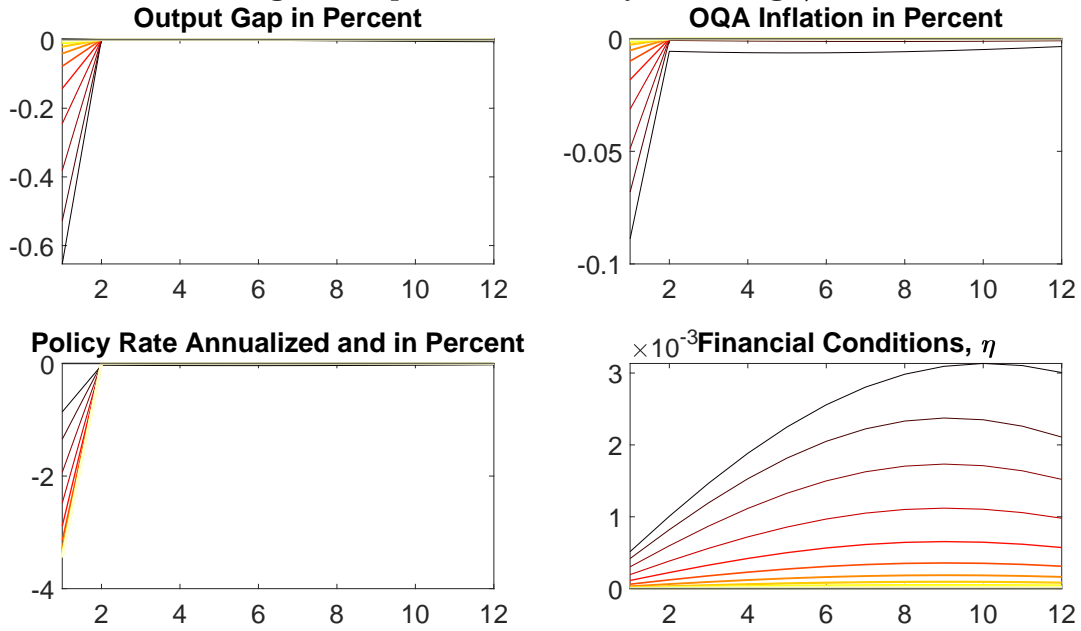 Output Gap in Percent
OQA Inflation in Percent
0
-0.2
-0.4
-0.6
2 4 6 8 10 12
0
-0.05
-0.1
2 4 6 8 10 12
Policy Rate Annualized and in Percent
×10⁻³ Financial Conditions, η
0
-2
-4
2 4 6 8 10 12
3
2
1
0
2 4 6 8 10 12